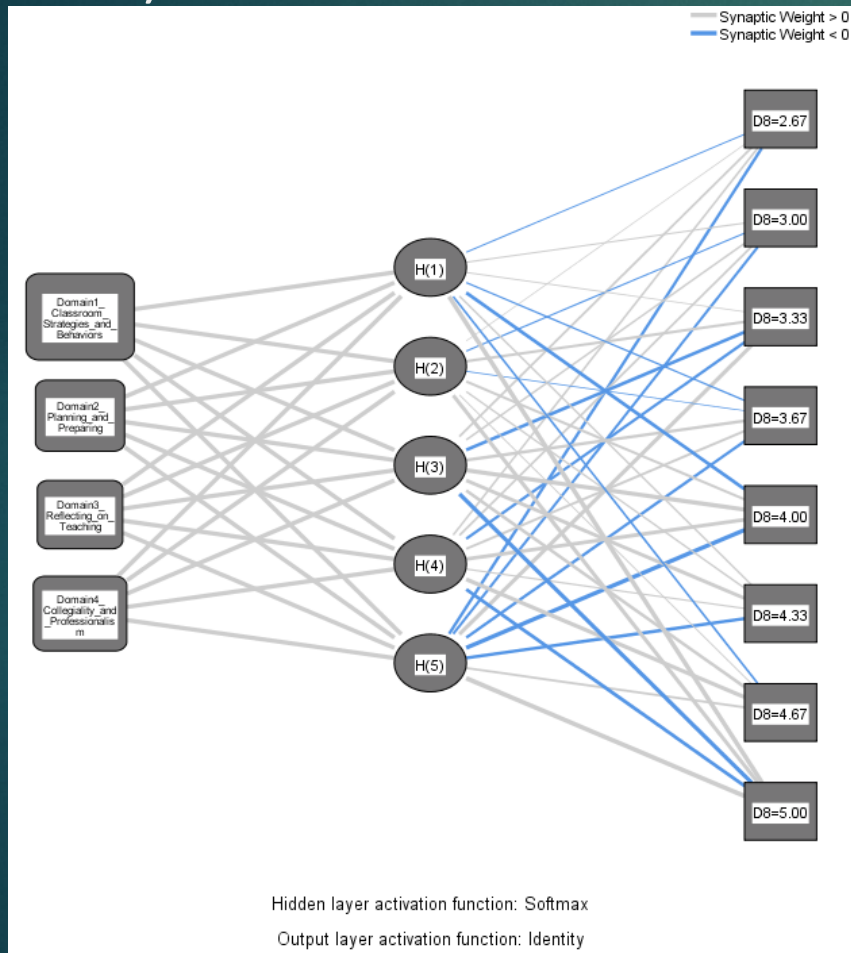 Synaptic Weight > 0
Synaptic Weight < 0
D8=2.67
D8=3.00
H(1)
Domain1_
Classroom_
Strategies_and_
Behaviors
D8=3.33
H(2)
Domain2_
Planning_and_
Preparing
D8=3.67
H(3)
Domain3_
Reflecting_on_
Teaching
D8=4.00
H(4)
Domain4_
Collegiality_and
_Professionalis
m
D8=4.33
H(5)
D8=4.67
D8=5.00
Hidden layer activation function: Softmax
Output layer activation function: Identity